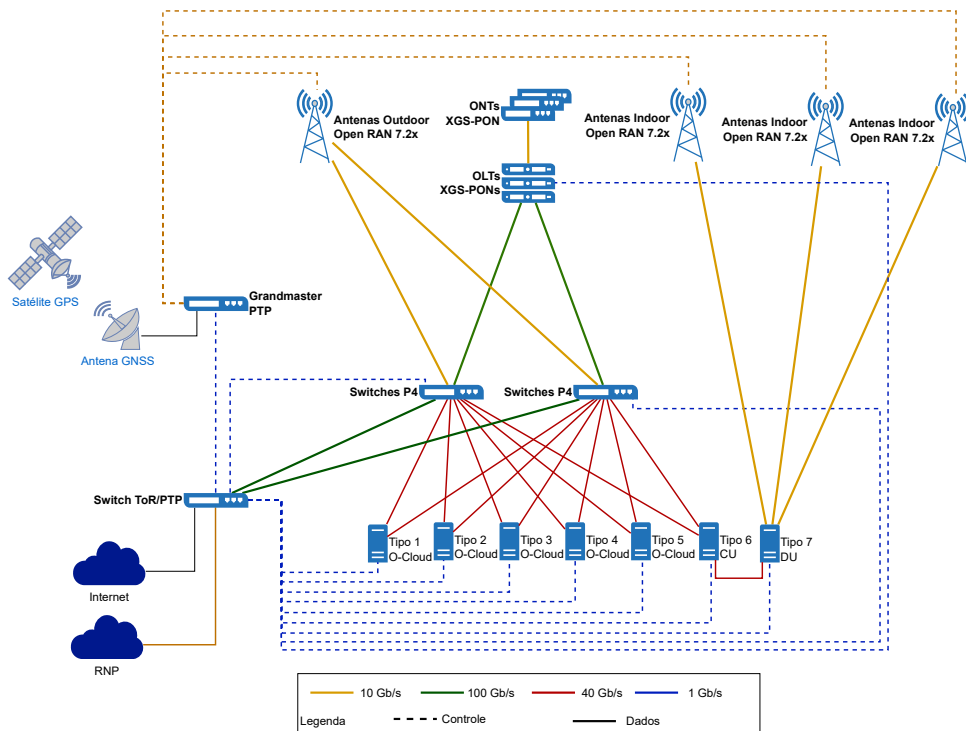 Antenas Outdoor
Open RAN 7.2x
ONTs
XGS-PON
Antenas Indoor
Open RAN 7.2x
Antenas Indoor
Open RAN 7.2x
Antenas Indoor
Open RAN 7.2x
OLTs
XGS-PONs
Satélite GPS
Grandmaster
PTP
Antena GNSS
Switches P4
Switches P4
Switch ToR/PTP
Tipo 1
O-Cloud
Tipo 2
O-Cloud
Tipo 3
O-Cloud
Tipo 4
O-Cloud
Tipo 5
O-Cloud
Tipo 6
CU
Tipo 7
DU
Internet
RNP
10 Gb/s
100 Gb/s
40 Gb/s
1 Gb/s
Legenda
Controle
Dados